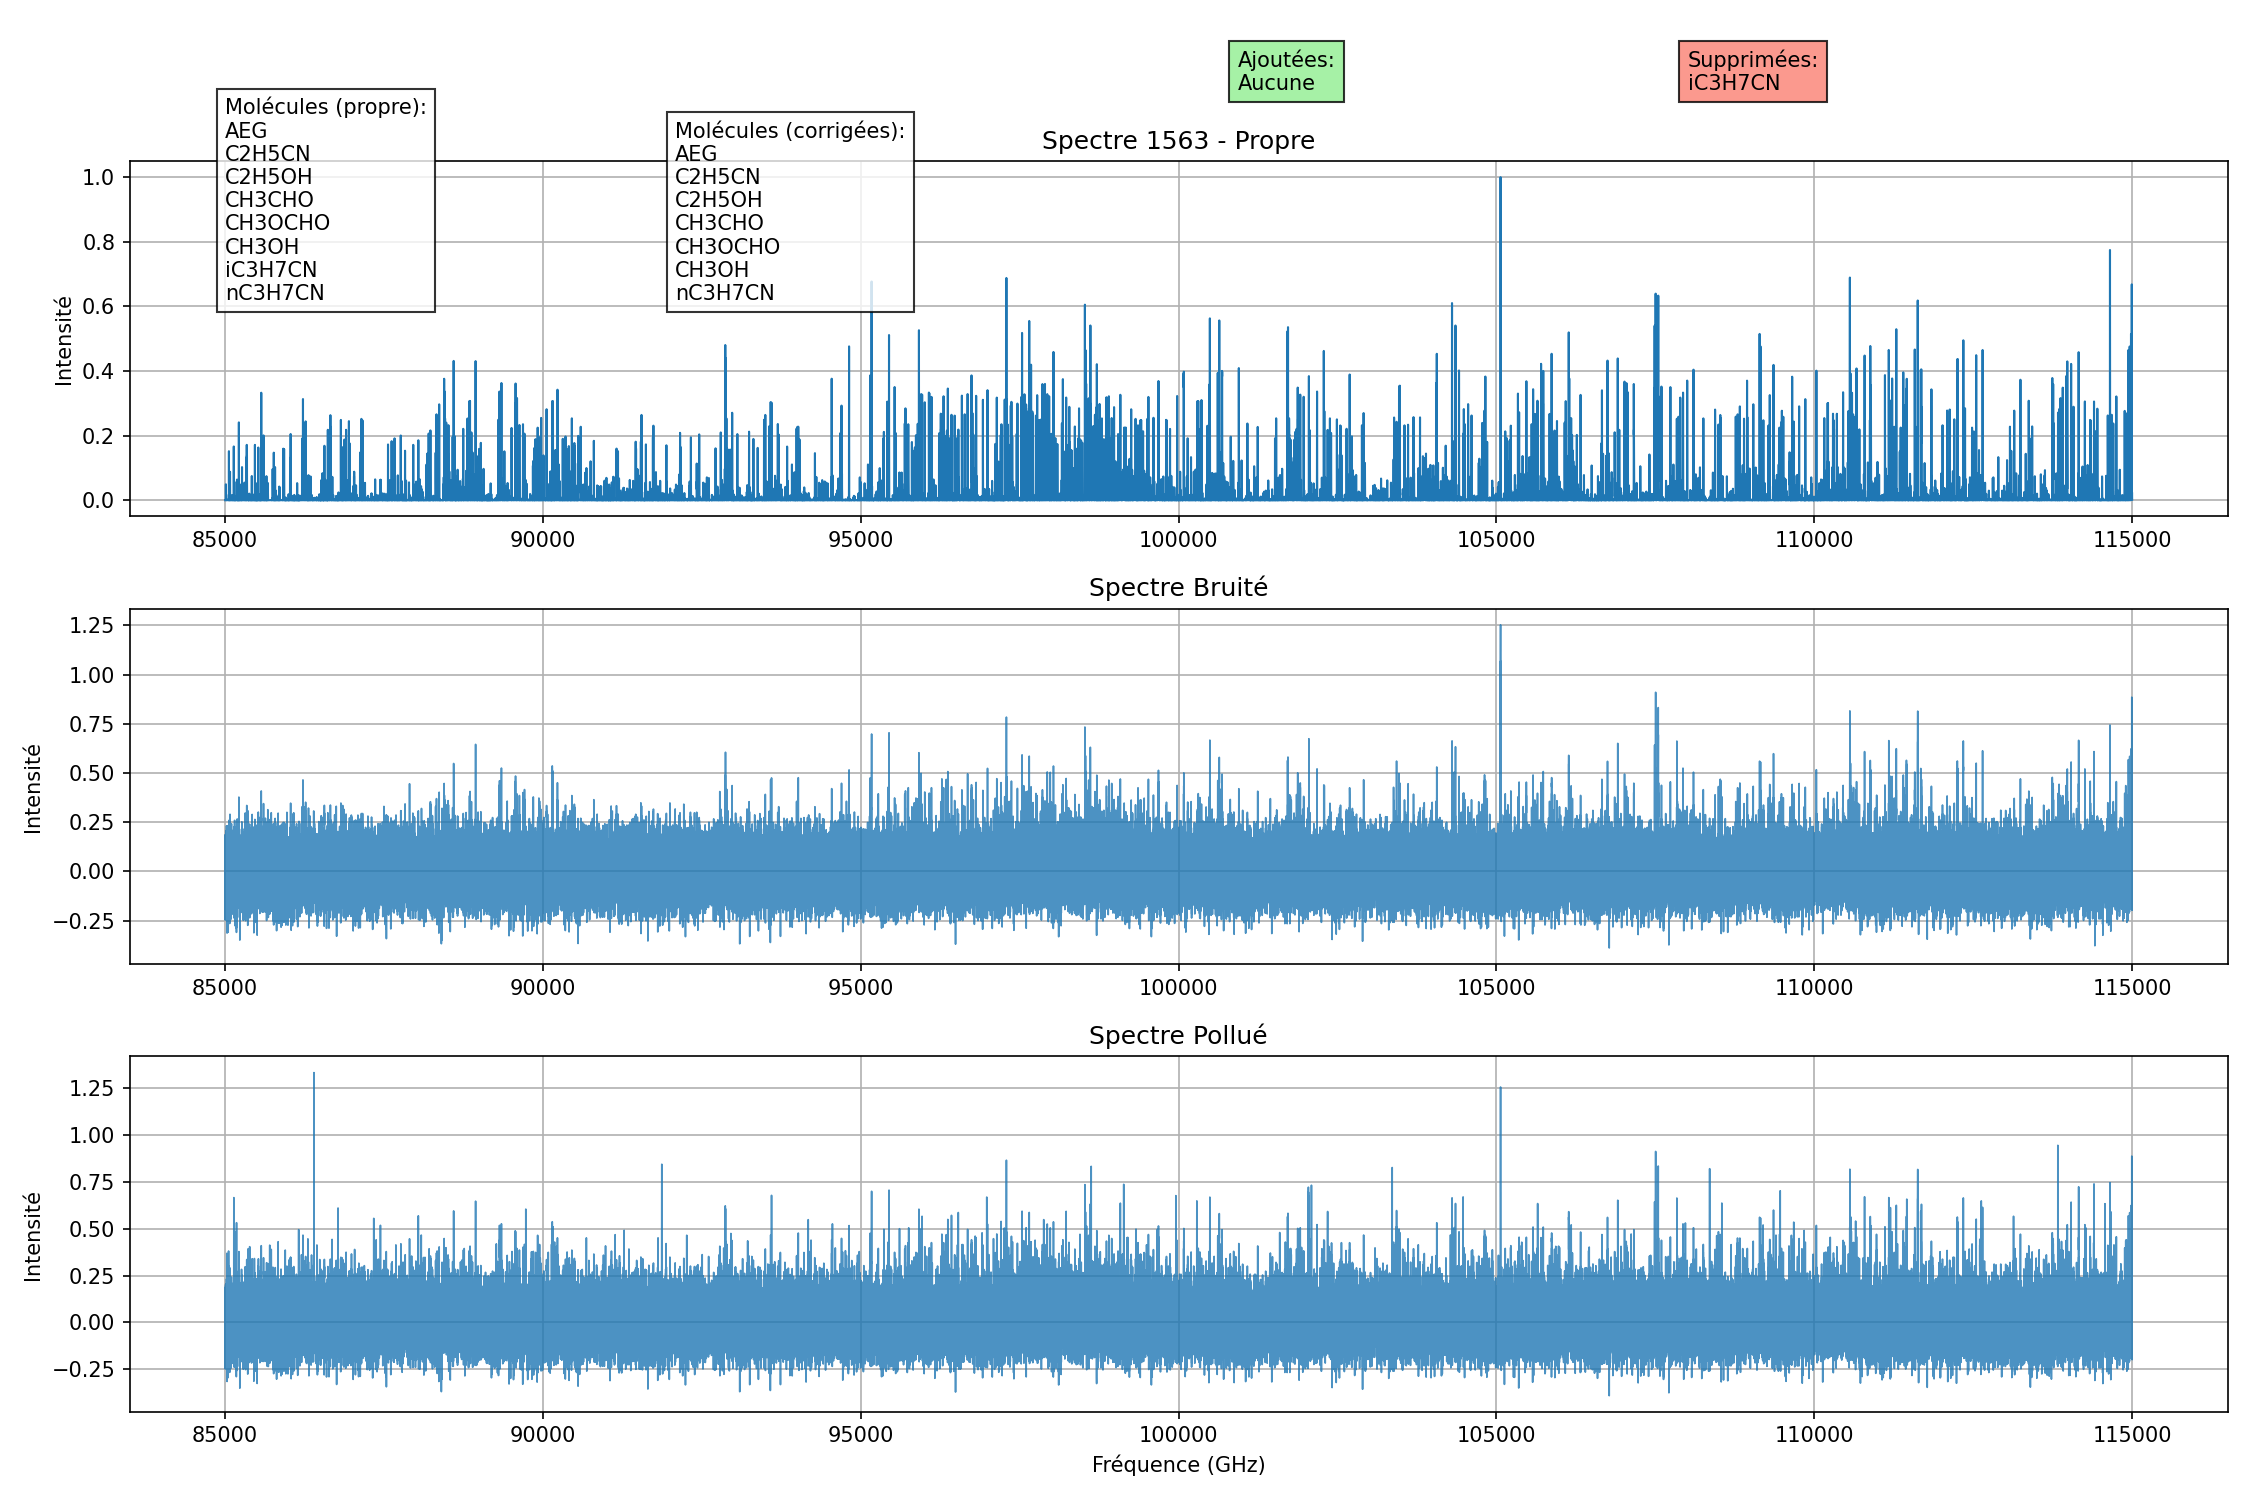 Ajoutées:
Aucune
Supprimées:
iC3H7CN
Molécules (propre):
AEG
C2H5CN
C2H5OH
CH3CHO
CH3OCHO
CH3OH
iC3H7CN
nC3H7CN
Molécules (corrigées):
AEG
C2H5CN
C2H5OH
CH3CHO
CH3OCHO
CH3OH
nC3H7CN
Spectre 1563 - Propre
Intensité
1.0
0.8
0.6
0.4
0.2
0.0
85000
90000
95000
100000
105000
110000
115000
Spectre Bruité
Intensité
1.25
1.00
0.75
0.50
0.25
0.00
−0.25
85000
90000
95000
100000
105000
110000
115000
Spectre Pollué
Intensité
1.25
1.00
0.75
0.50
0.25
0.00
−0.25
85000
90000
95000
100000
105000
110000
115000
Fréquence (GHz)